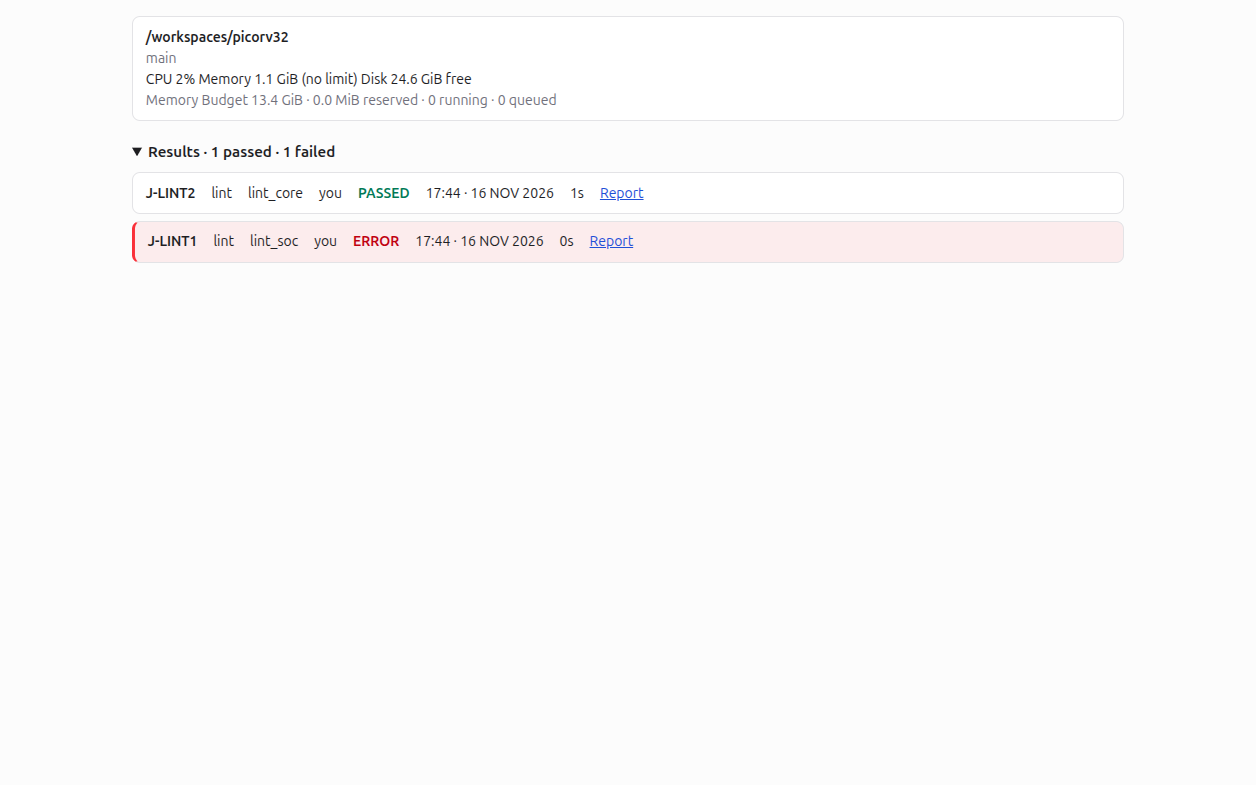 /workspaces/picorv32
main
CPU 2% Memory 1.1 GiB (no limit) Disk 24.6 GiB free
Memory Budget 13.4 GiB · 0.0 MiB reserved · 0 running · 0 queued
▼ Results · 1 passed · 1 failed
J-LINT2 lint lint_core you PASSED 17:44 · 16 NOV 2026 1s Report
J-LINT1 lint lint_soc you ERROR 17:44 · 16 NOV 2026 0s Report